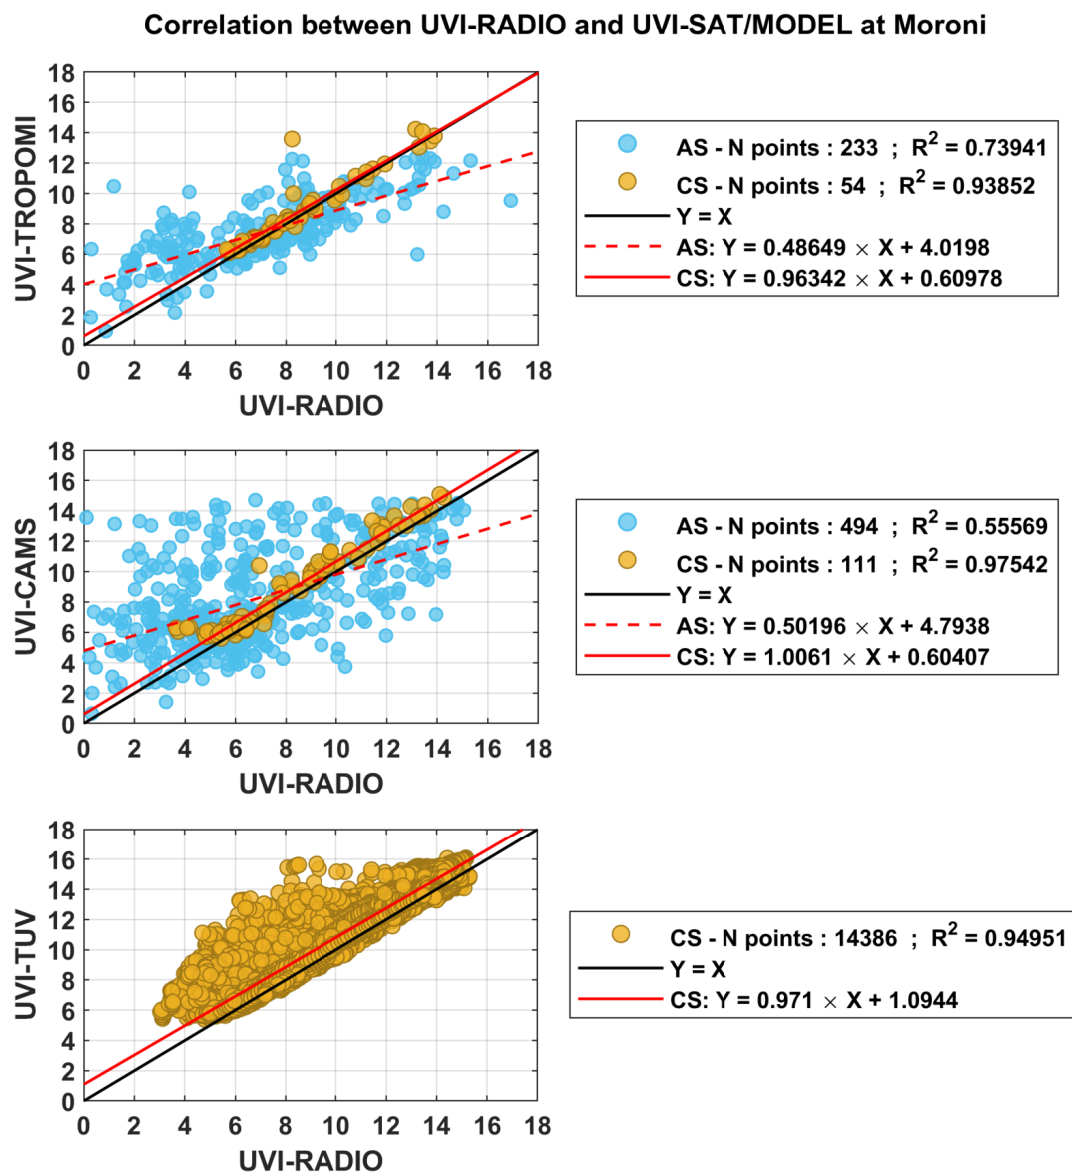 Correlation between UVI-RADIO and UVI-SAT/MODEL at Moroni
18
16
14
12
10
8
6
4
2
0
UVI-TROPOMI
0 2 4 6 8 10 12 14 16 18
UVI-RADIO
AS - N points : 233 ; R² = 0.73941
CS - N points : 54 ; R² = 0.93852
Y = X
AS: Y = 0.48649 × X + 4.0198
CS: Y = 0.96342 × X + 0.60978
18
16
14
12
10
8
6
4
2
0
UVI-CAMS
0 2 4 6 8 10 12 14 16 18
UVI-RADIO
AS - N points : 494 ; R² = 0.55569
CS - N points : 111 ; R² = 0.97542
Y = X
AS: Y = 0.50196 × X + 4.7938
CS: Y = 1.0061 × X + 0.60407
18
16
14
12
10
8
6
4
2
0
UVI-TUV
0 2 4 6 8 10 12 14 16 18
UVI-RADIO
CS - N points : 14386 ; R² = 0.94951
Y = X
CS: Y = 0.971 × X + 1.0944